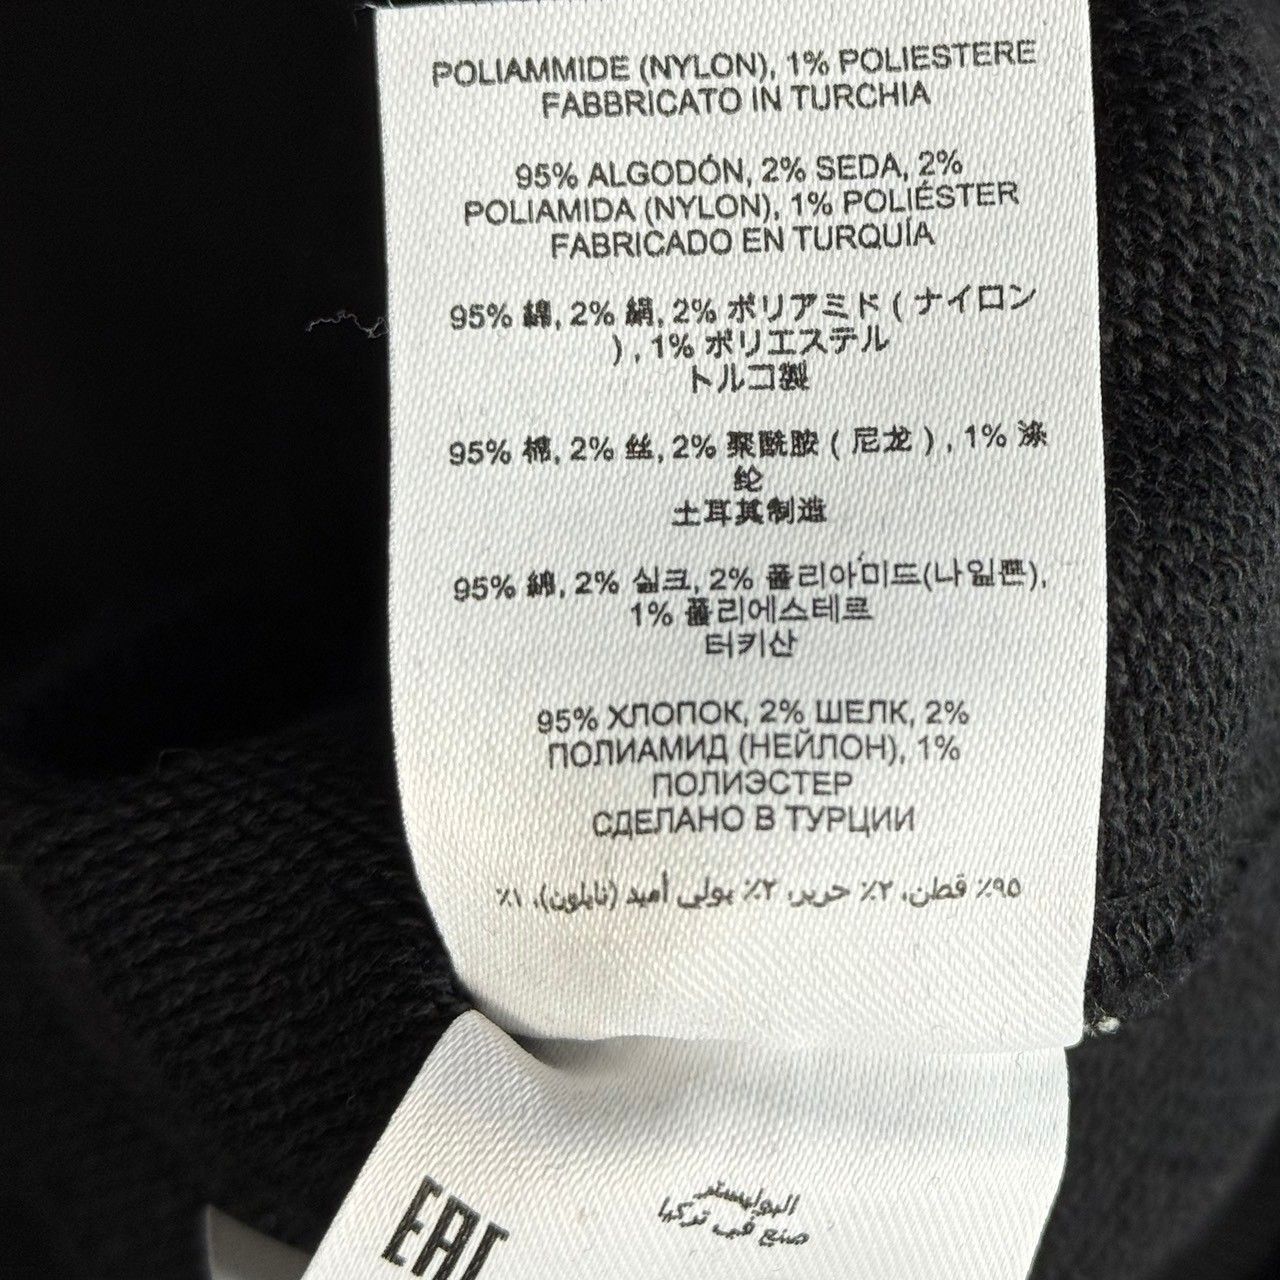 POLIAMMIDE (NYLON), 1% POLIESTERE
FABBRICATO IN TURCHIA
95% ALGODÓN, 2% SEDA, 2%
POLIAMIDA (NYLON), 1% POLIÉSTER
FABRICADO EN TURQUÍA
95% 綿, 2% 絹, 2% ポリアミド ( ナイロン
) , 1% ポリエステル
トルコ製
95% 棉, 2% 丝, 2% 聚酰胺 ( 尼龙 ) , 1% 涤
纶
土耳其制造
95% 綿, 2% 실크, 2% 폴리아미드(나일론),
1% 폴리에스테르
터키산
95% ХЛОПОК, 2% ШЕЛК, 2%
ПОЛИАМИД (НЕЙЛОН), 1%
ПОЛИЭСТЕР
СДЕЛАНО В ТУРЦИИ
٩٥٪ قطن، ٢٪ حرير، ٢٪ بولي أميد (نايلون)، ١٪
البوليستر
صنع في تركيا
EAC